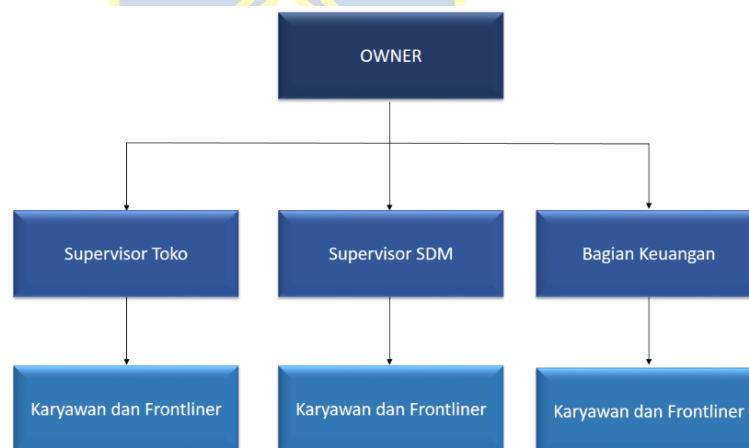 OWNER
Supervisor Toko
Supervisor SDM
Bagian Keuangan
Karyawan dan Frontliner
Karyawan dan Frontliner
Karyawan dan Frontliner